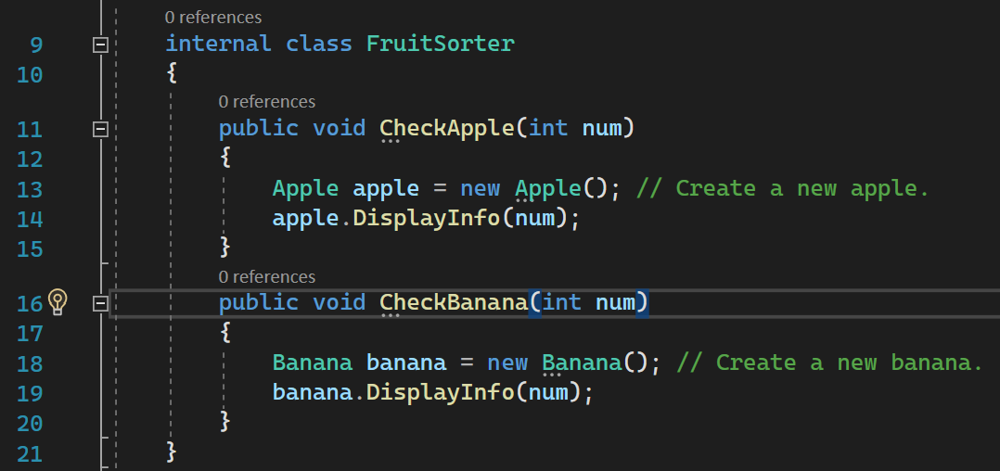 0 references
9 internal class FruitSorter
10 {
0 references
11 public void CheckApple(int num)
12 {
13 Apple apple = new Apple(); // Create a new apple.
14 apple.DisplayInfo(num);
15 }
0 references
16 public void CheckBanana(int num)
17 {
18 Banana banana = new Banana(); // Create a new banana.
19 banana.DisplayInfo(num);
20 }
21 }